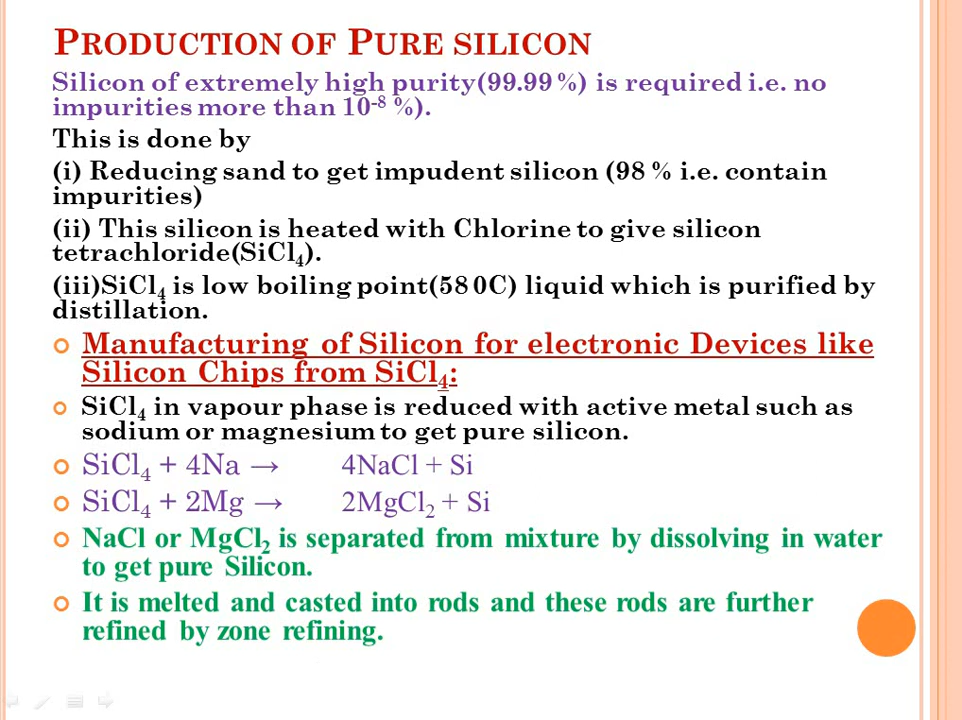 PRODUCTION OF PURE SILICON
Silicon of extremely high purity(99.99 %) is required i.e. no
impurities more than 10⁻⁸ %).
This is done by
(i) Reducing sand to get impudent silicon (98 % i.e. contain
impurities)
(ii) This silicon is heated with Chlorine to give silicon
tetrachloride(SiCl₄).
(iii)SiCl₄ is low boiling point(58 0C) liquid which is purified by
distillation.
Manufacturing of Silicon for electronic Devices like
Silicon Chips from SiCl₄:
SiCl₄ in vapour phase is reduced with active metal such as
sodium or magnesium to get pure silicon.
SiCl₄ + 4Na → 4NaCl + Si
SiCl₄ + 2Mg → 2MgCl₂ + Si
NaCl or MgCl₂ is separated from mixture by dissolving in water
to get pure Silicon.
It is melted and casted into rods and these rods are further
refined by zone refining.